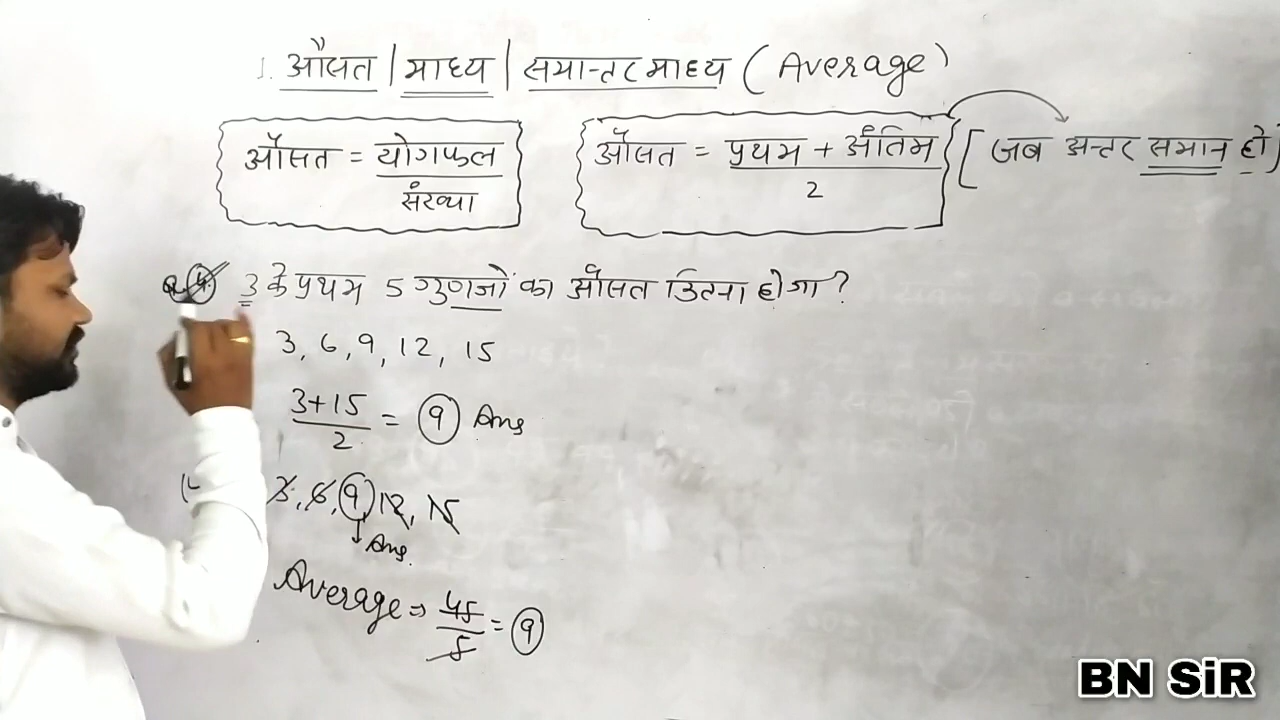 1. औसत | माध्य | समान्तर माध्य ( Average )
औसत = योगफल / संख्या
औसत = प्रथम + अंतिम / 2 [ जब अन्तर समान हो ]
Q. 4. 3 के प्रथम 5 गुणजों का औसत कितना होगा ?
3, 6, 9, 12, 15
3+15 / 2 = 9 Ans
3, 6, 9, 12, 15
Ans.
Average ⇒ 45 / 5 = 9
BN SiR